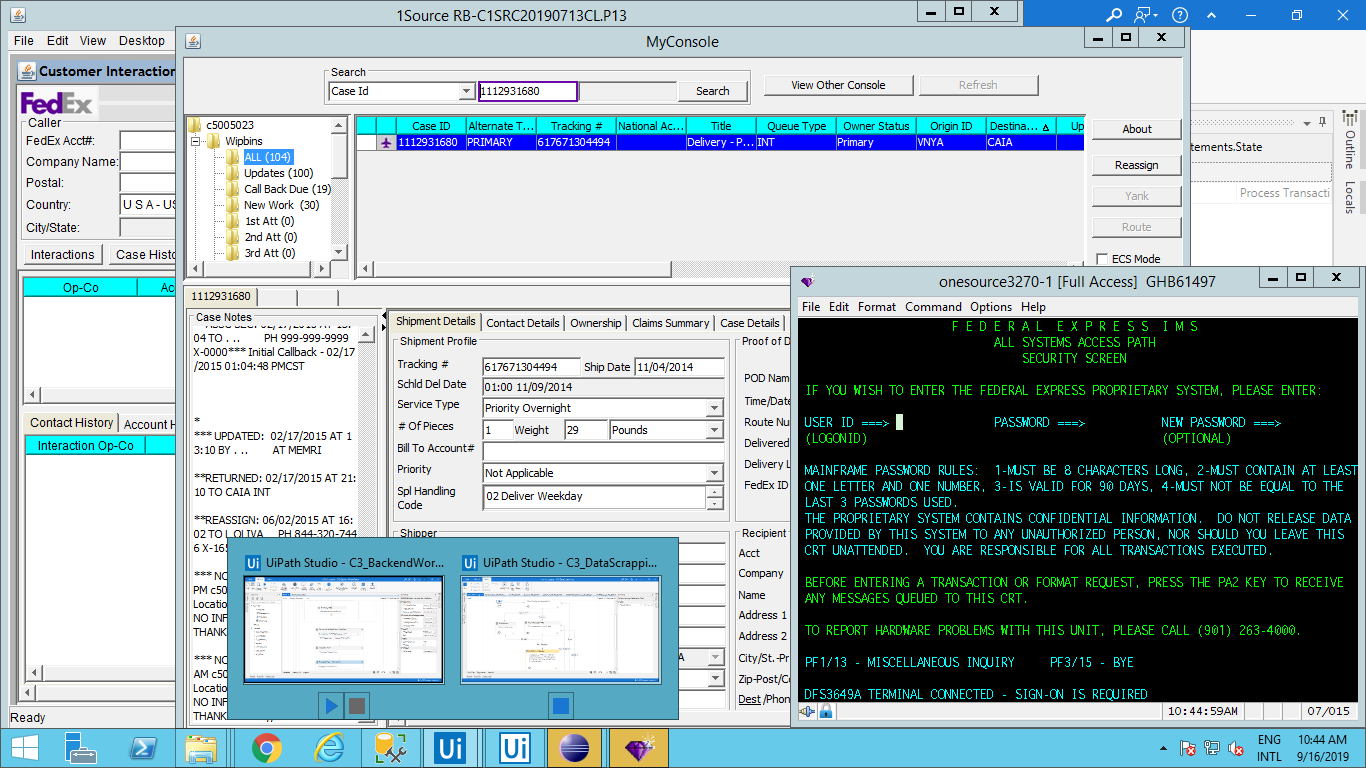 1Source RB-C1SRC20190713CL.P13
File Edit View Desktop
MyConsole
Customer Interaction
FedEx
Caller
FedEx Acct#:
Company Name:
Postal:
Country:
U S A - US
City/State:
Interactions
Case Histo
Op-Co
Ac
Contact History
Account H
Interaction Op-Co
Ready
Search
Case Id
1112931680
Search
View Other Console
Refresh
c5005023
Wipbins
ALL (104)
Updates (100)
Call Back Due (19)
New Work (30)
1st Att (0)
2nd Att (0)
3rd Att (0)
Case ID Alternate T... Tracking # National Ac... Title Queue Type Owner Status Origin ID Destina... Up
1112931680 PRIMARY 617671304494 Delivery - P... INT Primary VNYA CAIA
About
Reassign
Yank
Route
ECS Mode
tements.State
Process Transacti
Outline
Locals
1112931680
Case Notes
04 TO . .. PH 999-999-9999
X-0000*** Initial Callback - 02/17
/2015 01:04:48 PMCST
*
*** UPDATED: 02/17/2015 AT 1
3:10 BY . .. AT MEMRI
**RETURNED: 02/17/2015 AT 21:
10 TO CAIA INT
**REASSIGN: 06/02/2015 AT 16:
02 TO L OLIVA PH 844-320-744
6 X-165
*** NO
PM c50
Locatio
NO INF
THANK
*** NO
AM c50
Locatio
NO INF
THANK
Shipment Details Contact Details Ownership Claims Summary Case Details
Shipment Profile
Tracking # 617671304494 Ship Date 11/04/2014
Schld Del Date 01:00 11/09/2014
Service Type Priority Overnight
# Of Pieces 1 Weight 29 Pounds
Bill To Account#
Priority Not Applicable
Spl Handling
Code
02 Deliver Weekday
Shipper
Proof of D
POD Name
Time/Date
Route Nu
Delivered
Delivery L
FedEx ID
Recipient
Acct
Company
Name
Address 1
Address 2
City/St. -Pr
Zip-Post/Co
Dest /Phon
A
UiPath Studio - C3_BackendWor...
UiPath Studio - C3_DataScrappi...
onesource3270-1 [Full Access] GHB61497
File Edit Format Command Options Help
F E D E R A L E X P R E S S I M S
ALL SYSTEMS ACCESS PATH
SECURITY SCREEN
IF YOU WISH TO ENTER THE FEDERAL EXPRESS PROPRIETARY SYSTEM, PLEASE ENTER:
USER ID ===> PASSWORD ===> NEW PASSWORD ===>
(LOGONID) (OPTIONAL)
MAINFRAME PASSWORD RULES: 1-MUST BE 8 CHARACTERS LONG, 2-MUST CONTAIN AT LEAST
ONE LETTER AND ONE NUMBER, 3-IS VALID FOR 90 DAYS, 4-MUST NOT BE EQUAL TO THE
LAST 3 PASSWORDS USED.
THE PROPRIETARY SYSTEM CONTAINS CONFIDENTIAL INFORMATION. DO NOT RELEASE DATA
PROVIDED BY THIS SYSTEM TO ANY UNAUTHORIZED PERSON, NOR SHOULD YOU LEAVE THIS
CRT UNATTENDED. YOU ARE RESPONSIBLE FOR ALL TRANSACTIONS EXECUTED.
BEFORE ENTERING A TRANSACTION OR FORMAT REQUEST, PRESS THE PA2 KEY TO RECEIVE
ANY MESSAGES QUEUED TO THIS CRT.
TO REPORT HARDWARE PROBLEMS WITH THIS UNIT, PLEASE CALL (901) 263-4000.
PF1/13 - MISCELLANEOUS INQUIRY PF3/15 - BYE
DFS3649A TERMINAL CONNECTED - SIGN-ON IS REQUIRED
10:44:59AM 07/015
ENG 10:44 AM
INTL 9/16/2019